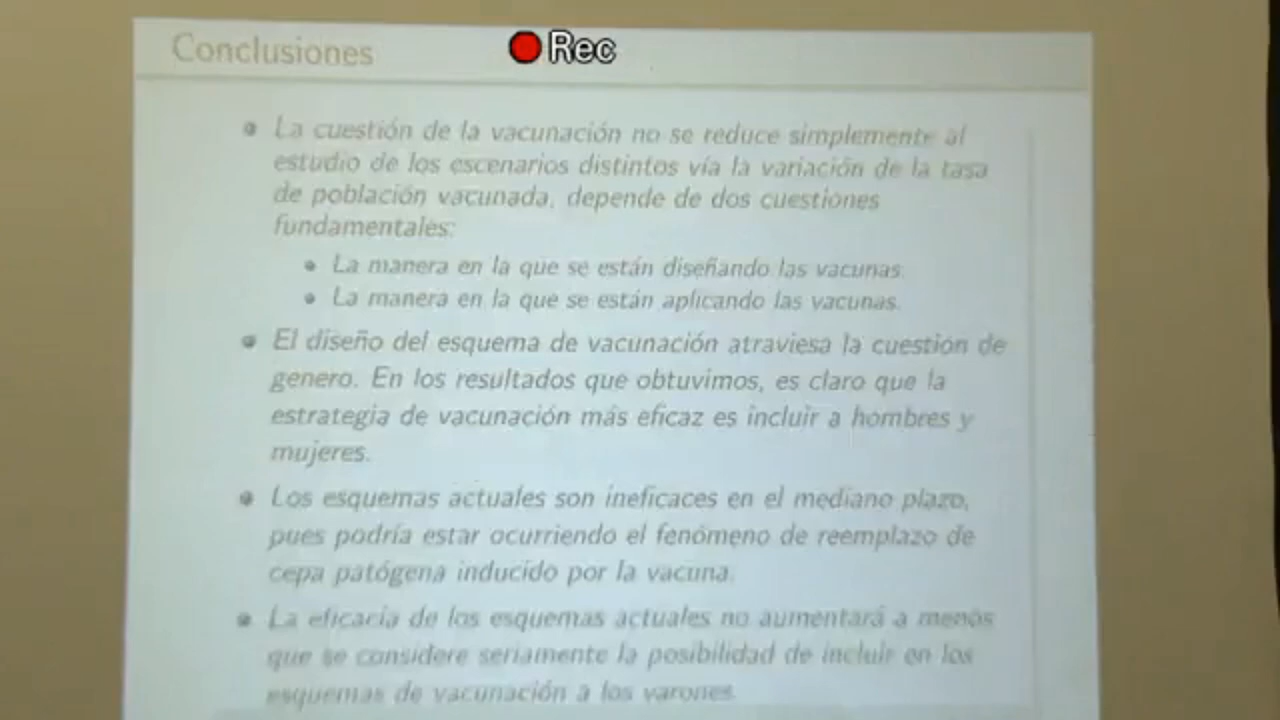 Conclusiones
Rec
La cuestión de la vacunación no se reduce simplemente al
estudio de los escenarios distintos vía la variación de la tasa
de población vacunada, depende de dos cuestiones
fundamentales:
La manera en la que se están diseñando las vacunas.
La manera en la que se están aplicando las vacunas.
El diseño del esquema de vacunación atraviesa la cuestión de
genero. En los resultados que obtuvimos, es claro que la
estrategia de vacunación más eficaz es incluir a hombres y
mujeres.
Los esquemas actuales son ineficaces en el mediano plazo,
pues podría estar ocurriendo el fenómeno de reemplazo de
cepa patógena inducido por la vacuna.
La eficacia de los esquemas actuales no aumentará a menos
que se considere seriamente la posibilidad de incluir en los
esquemas de vacunación a los varones.